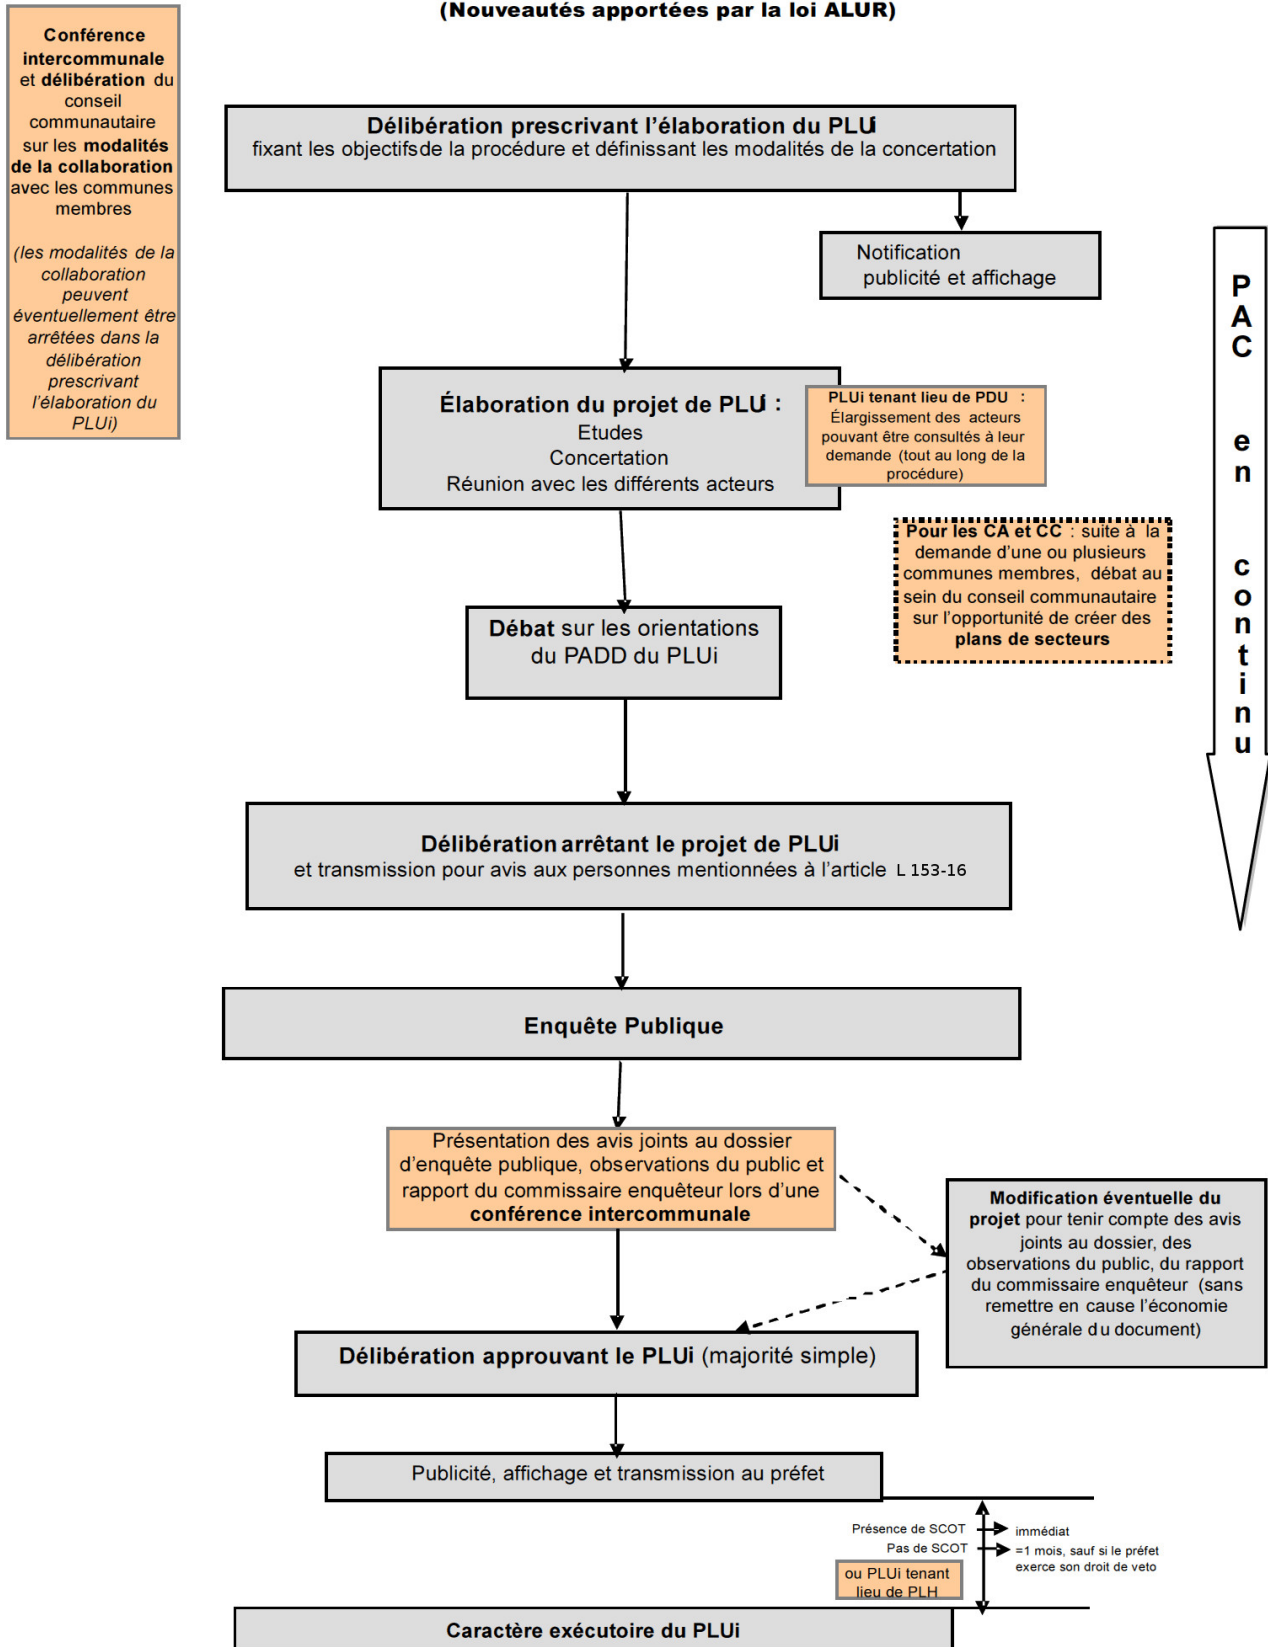 (Nouveautés apportées par la loi ALUR)
Conférence
intercommunale
et délibération du
conseil
communautaire
sur les modalités
de la collaboration
avec les communes
membres
(les modalités de la
collaboration
peuvent
éventuellement être
arrêtées dans la
délibération
prescrivant
l'élaboration du
PLUi)
Délibération prescrivant l'élaboration du PLUi
fixant les objectifsde la procédure et définissant les modalités de la concertation
Notification
publicité et affichage
Élaboration du projet de PLUi :
Etudes
Concertation
Réunion avec les différents acteurs
PLUi tenant lieu de PDU :
Élargissement des acteurs
pouvant être consultés à leur
demande (tout au long de la
procédure)
Pour les CA et CC : suite à la
demande d'une ou plusieurs
communes membres, débat au
sein du conseil communautaire
sur l'opportunité de créer des
plans de secteurs
PAC en continu
Débat sur les orientations
du PADD du PLUi
Délibération arrêtant le projet de PLUi
et transmission pour avis aux personnes mentionnées à l'article L 153-16
Enquête Publique
Présentation des avis joints au dossier
d'enquête publique, observations du public et
rapport du commissaire enquêteur lors d'une
conférence intercommunale
Modification éventuelle du
projet pour tenir compte des avis
joints au dossier, des
observations du public, du rapport
du commissaire enquêteur (sans
remettre en cause l'économie
générale du document)
Délibération approuvant le PLUi (majorité simple)
Publicité, affichage et transmission au préfet
Présence de SCOT immédiat
Pas de SCOT =1 mois, sauf si le préfet
exerce son droit de veto
ou PLUi tenant
lieu de PLH
Caractère exécutoire du PLUi